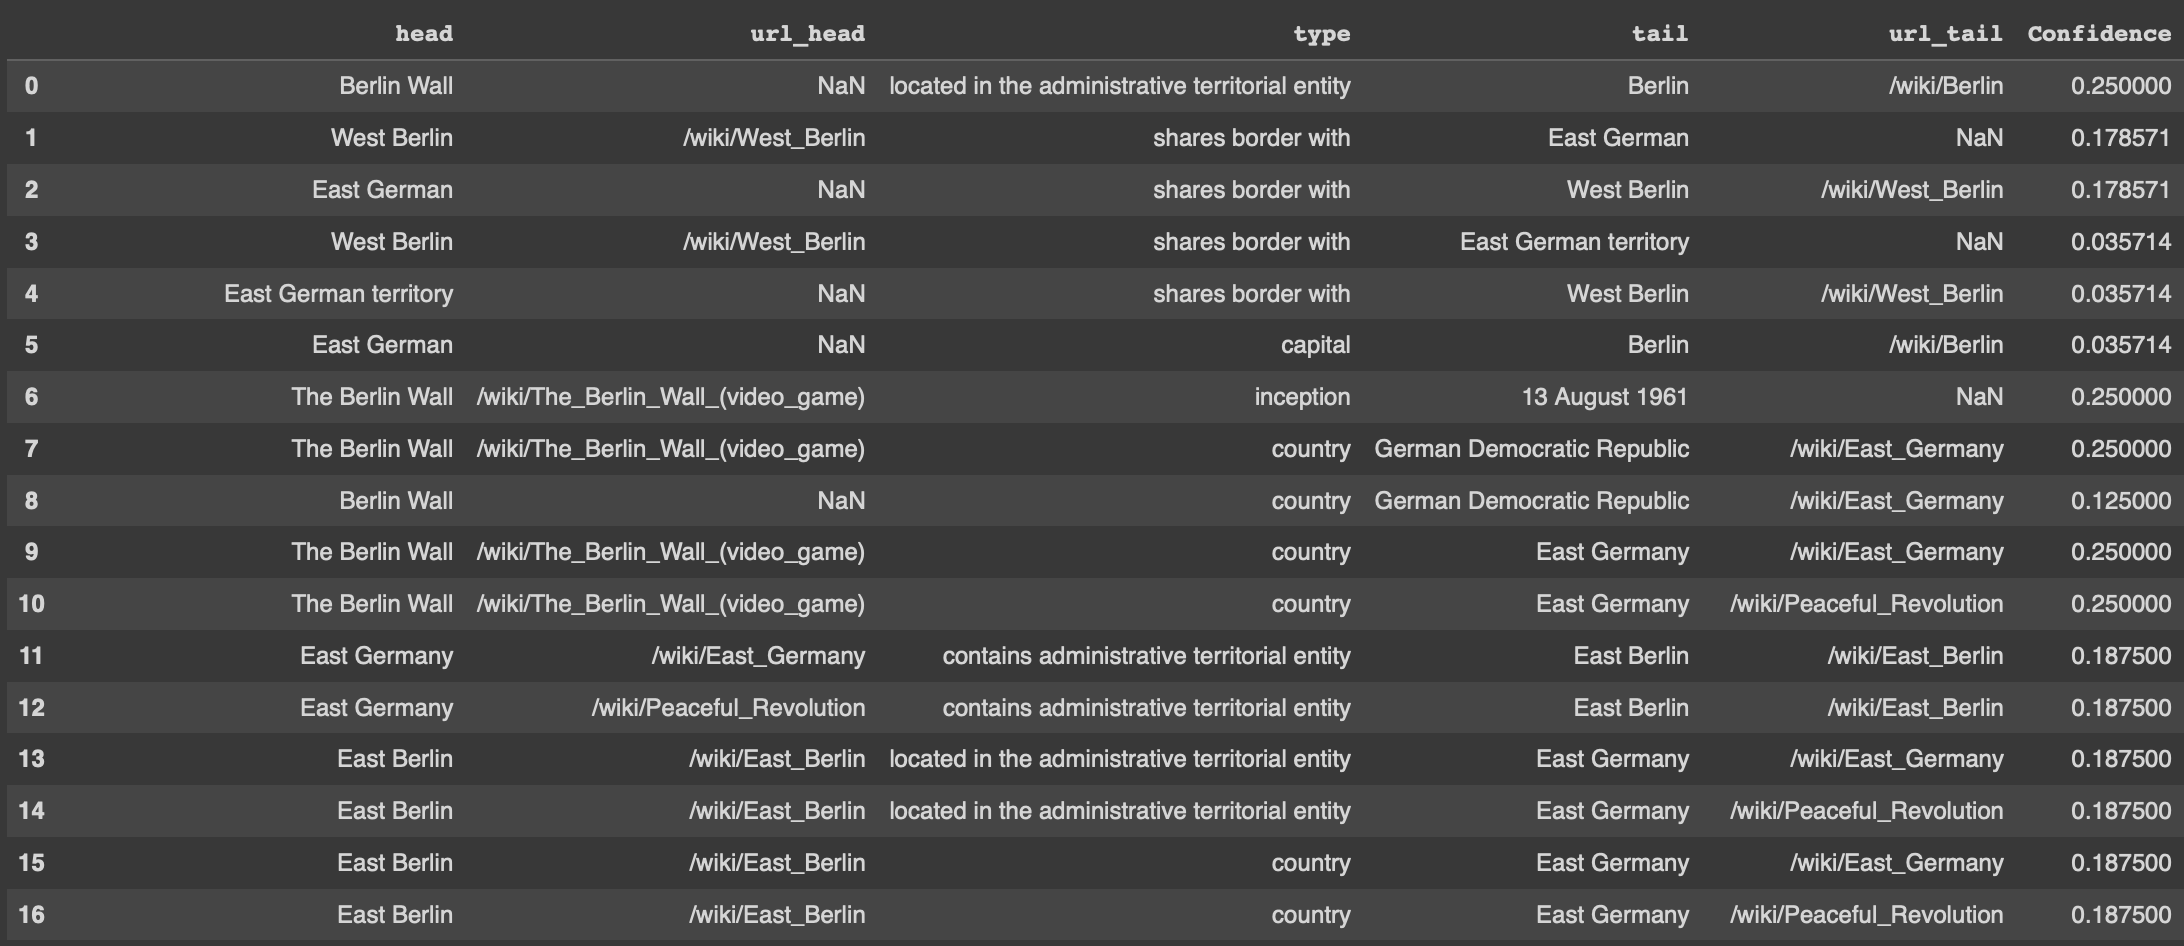 head url_head type tail url_tail Confidence
0 Berlin Wall NaN located in the administrative territorial entity Berlin /wiki/Berlin 0.250000
1 West Berlin /wiki/West_Berlin shares border with East German NaN 0.178571
2 East German NaN shares border with West Berlin /wiki/West_Berlin 0.178571
3 West Berlin /wiki/West_Berlin shares border with East German territory NaN 0.035714
4 East German territory NaN shares border with West Berlin /wiki/West_Berlin 0.035714
5 East German NaN capital Berlin /wiki/Berlin 0.035714
6 The Berlin Wall /wiki/The_Berlin_Wall_(video_game) inception 13 August 1961 NaN 0.250000
7 The Berlin Wall /wiki/The_Berlin_Wall_(video_game) country German Democratic Republic /wiki/East_Germany 0.250000
8 Berlin Wall NaN country German Democratic Republic /wiki/East_Germany 0.125000
9 The Berlin Wall /wiki/The_Berlin_Wall_(video_game) country East Germany /wiki/East_Germany 0.250000
10 The Berlin Wall /wiki/The_Berlin_Wall_(video_game) country East Germany /wiki/Peaceful_Revolution 0.250000
11 East Germany /wiki/East_Germany contains administrative territorial entity East Berlin /wiki/East_Berlin 0.187500
12 East Germany /wiki/Peaceful_Revolution contains administrative territorial entity East Berlin /wiki/East_Berlin 0.187500
13 East Berlin /wiki/East_Berlin located in the administrative territorial entity East Germany /wiki/East_Germany 0.187500
14 East Berlin /wiki/East_Berlin located in the administrative territorial entity East Germany /wiki/Peaceful_Revolution 0.187500
15 East Berlin /wiki/East_Berlin country East Germany /wiki/East_Germany 0.187500
16 East Berlin /wiki/East_Berlin country East Germany /wiki/Peaceful_Revolution 0.187500